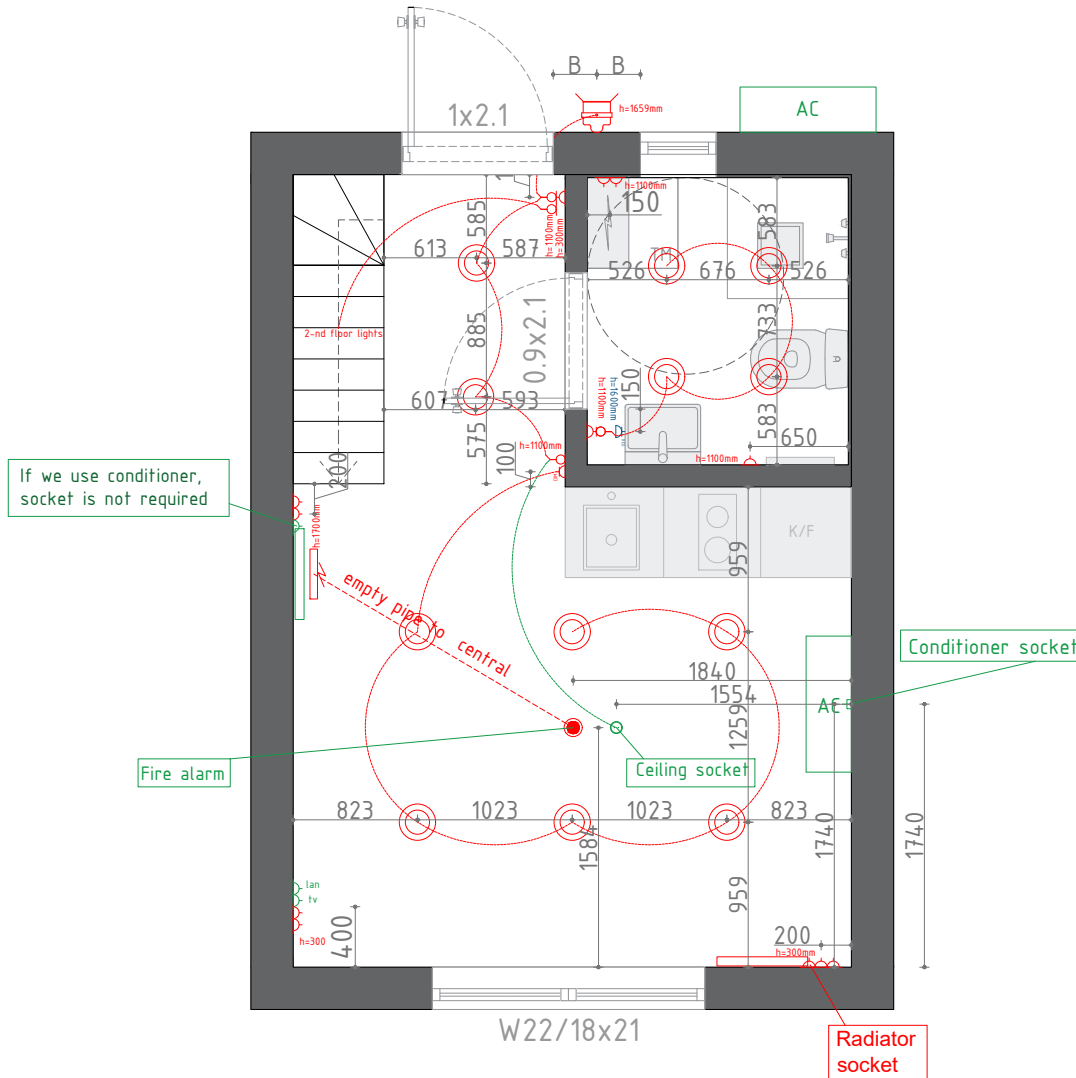 B B
h=1659mm
AC
1x2.1
h=1100mm
150
585
583
h=1100mm
h=300mm
613 587
TM
526 676 526
2-nd floor lights
885
0.9x2.1
733
607 593
150
h=1100mm
h=1600mm
575
583
650
h=1100mm
h=1100mm
100
200
If we use conditioner,
socket is not required
h=1700mm
K/F
959
empty pipe to central
1840
1554
Conditioner socket
AC
1259
Fire alarm
Ceiling socket
823 1023 1023 823
1584
1740
1740
lan
tv
959
400
h=300
200
h=300mm
W22/18x21
Radiator
socket